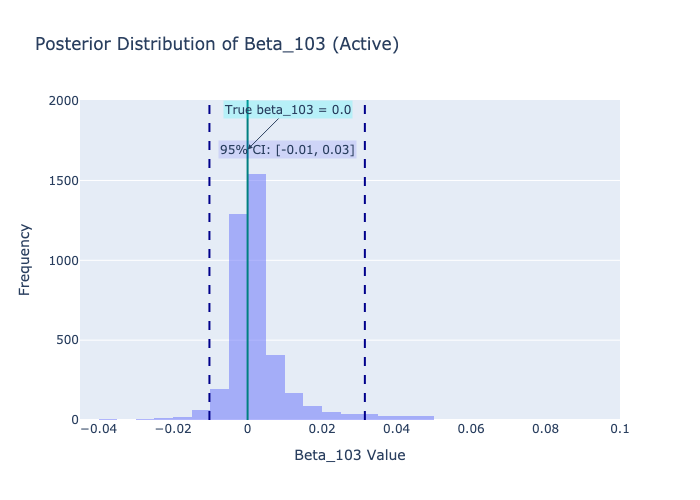 Posterior Distribution of Beta_103 (Active)
2000
True beta_103 = 0.0
95% CI: [-0.01, 0.03]
1500
1000
500
0
Frequency
−0.04 −0.02 0 0.02 0.04 0.06 0.08 0.1
Beta_103 Value